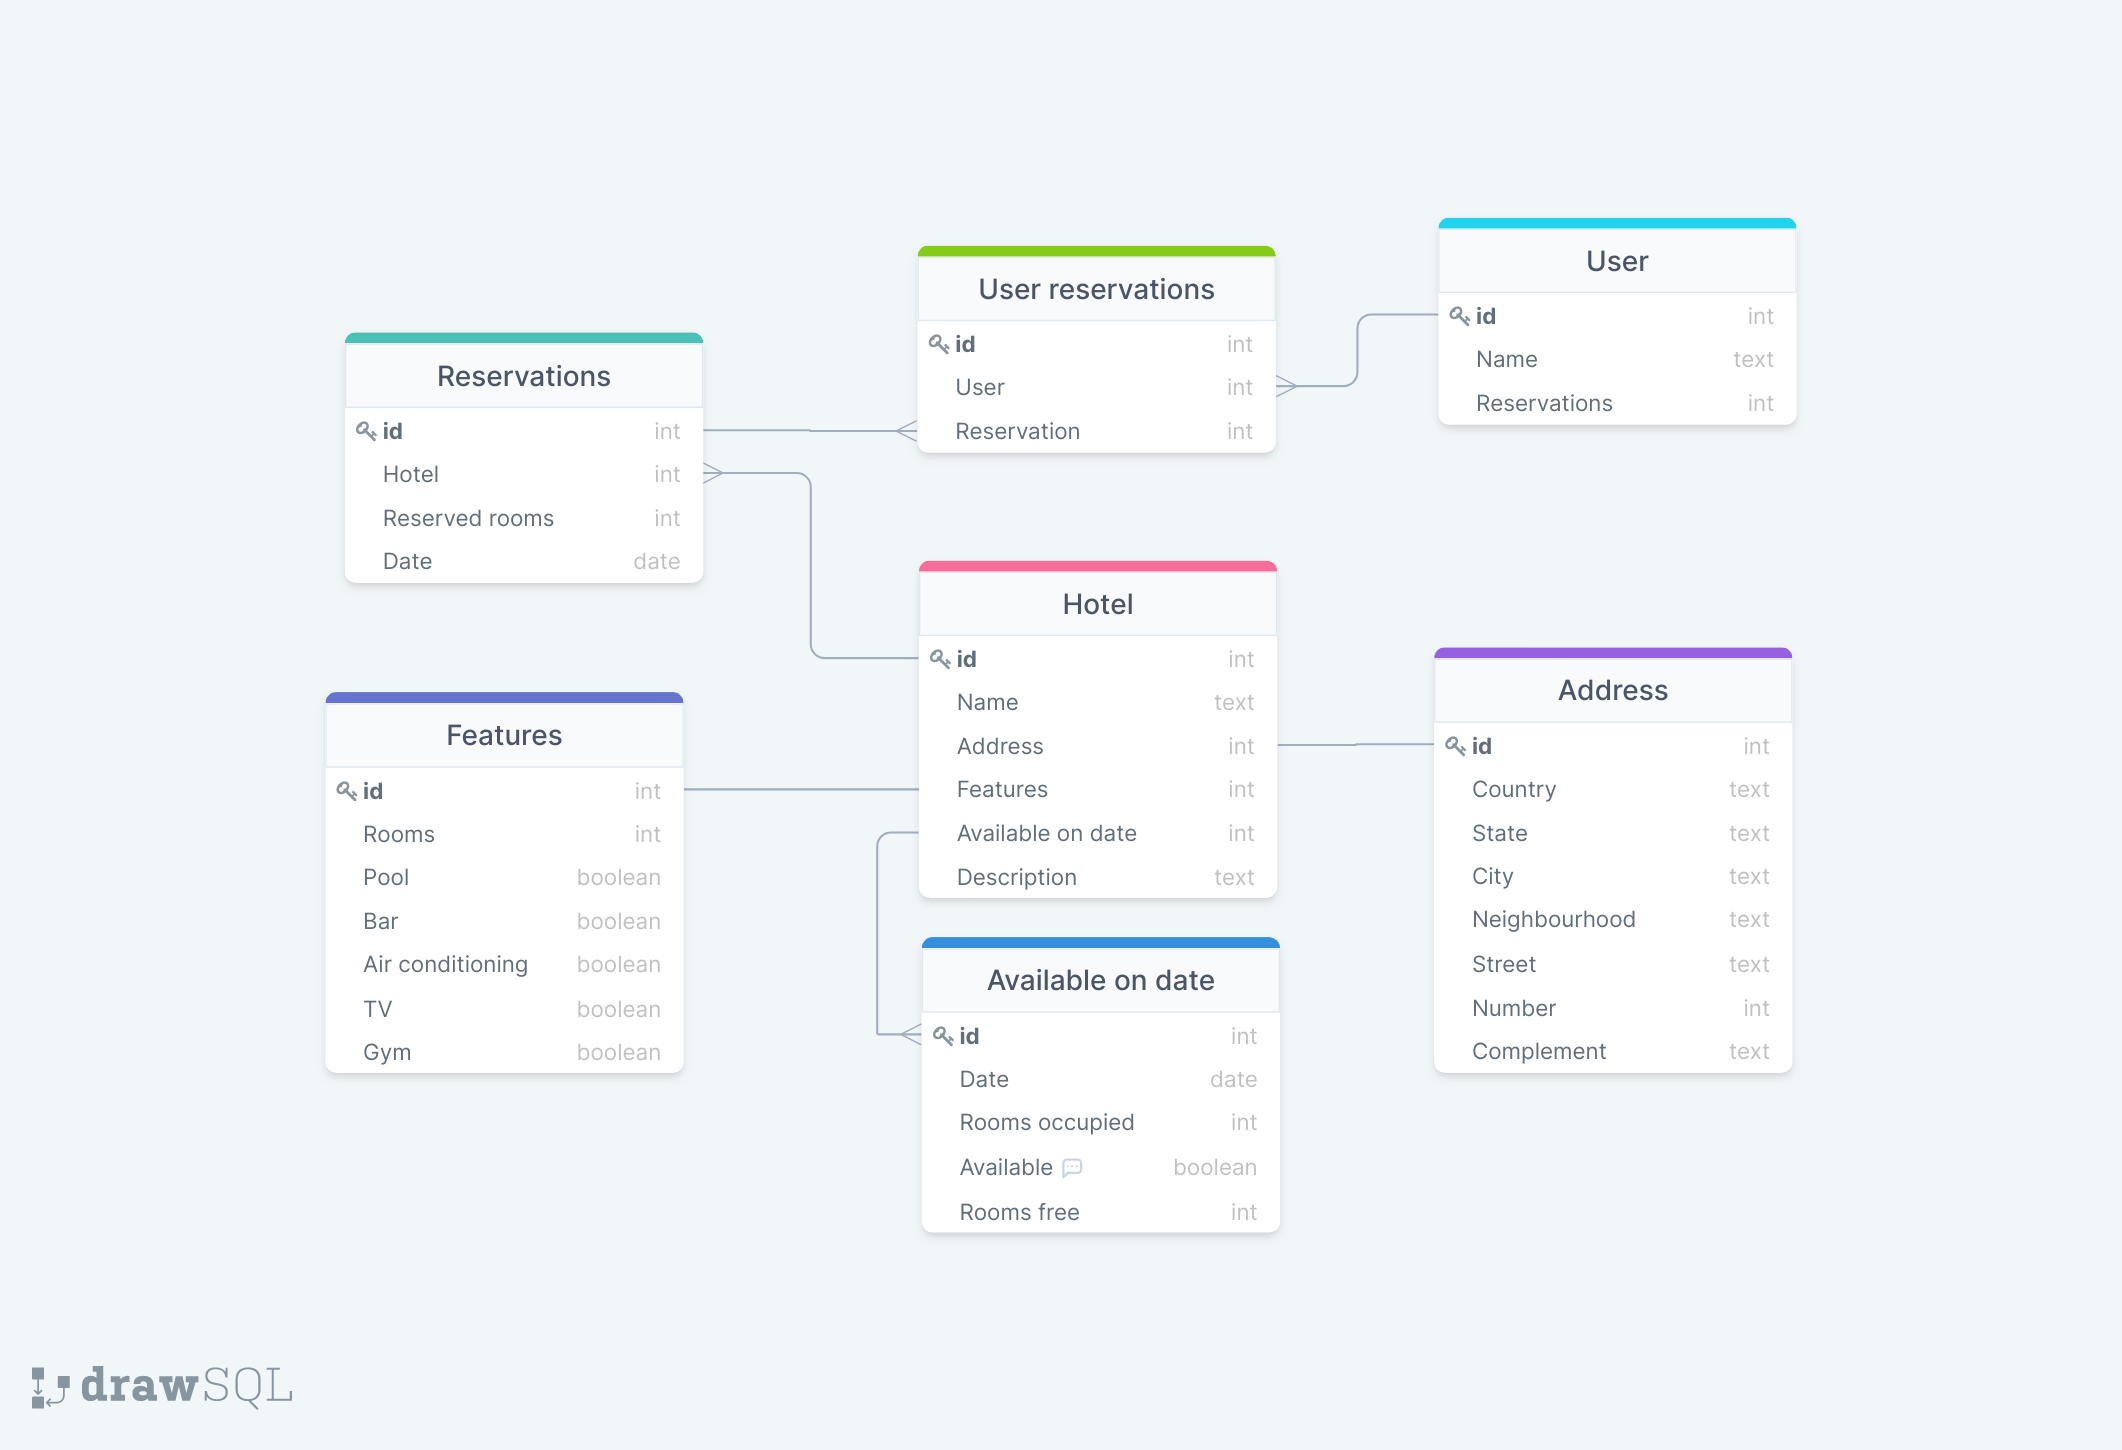 User
id int
Name text
Reservations int
User reservations
id int
User int
Reservation int
Reservations
id int
Hotel int
Reserved rooms int
Date date
Hotel
id int
Name text
Address int
Features int
Available on date int
Description text
Address
id int
Country text
State text
City text
Neighbourhood text
Street text
Number int
Complement text
Features
id int
Rooms int
Pool boolean
Bar boolean
Air conditioning boolean
TV boolean
Gym boolean
Available on date
id int
Date date
Rooms occupied int
Available boolean
Rooms free int
drawSQL